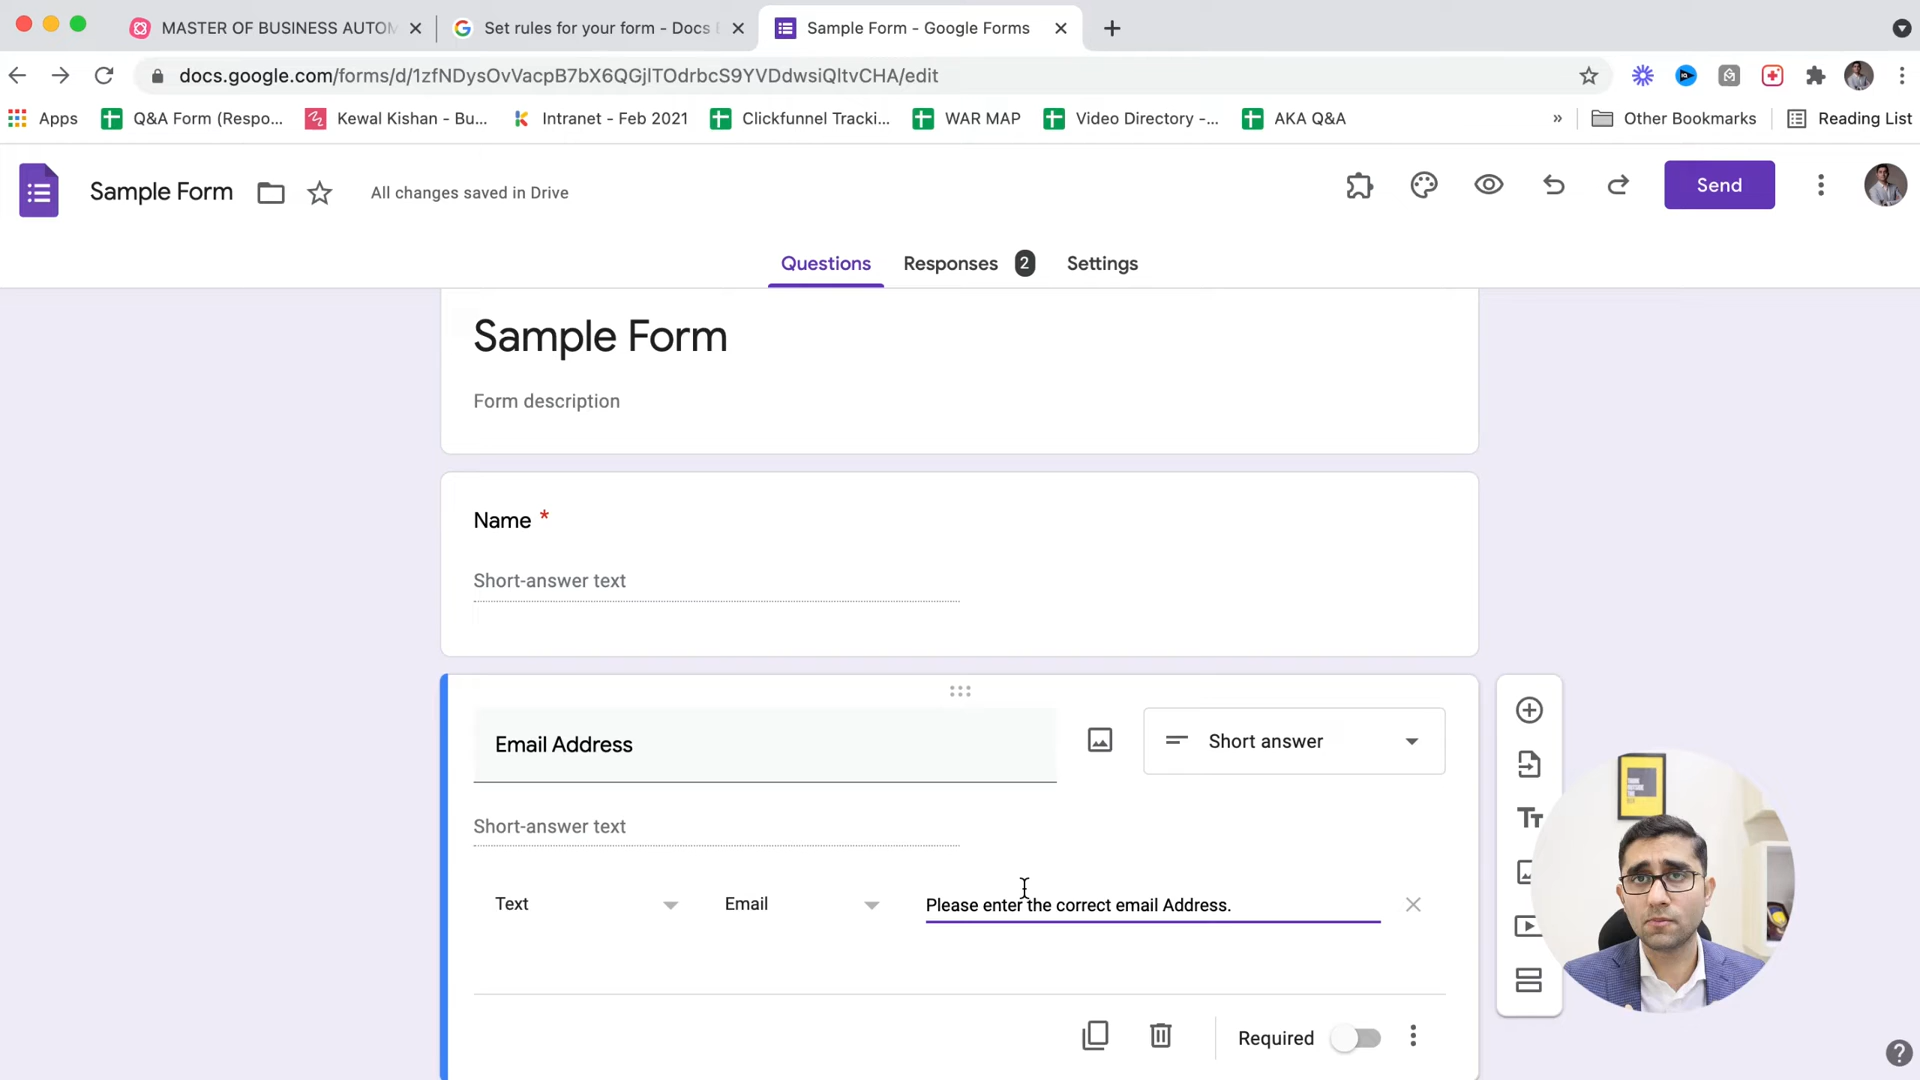 MASTER OF BUSINESS AUTOM
Set rules for your form - Docs E
Sample Form - Google Forms
docs.google.com/forms/d/1zfNDysOvVacpB7bX6QGjlTOdrbcS9YVDdwsiQltvCHA/edit
Apps
Q&A Form (Respo...
Kewal Kishan - Bu...
Intranet - Feb 2021
Clickfunnel Tracki...
WAR MAP
Video Directory -...
AKA Q&A
»
Other Bookmarks
Reading List
Sample Form
All changes saved in Drive
Send
Questions
Responses 2
Settings
Sample Form
Form description
Name *
Short-answer text
Email Address
Short answer
Short-answer text
Text
Email
Please enter the correct email Address.
Required